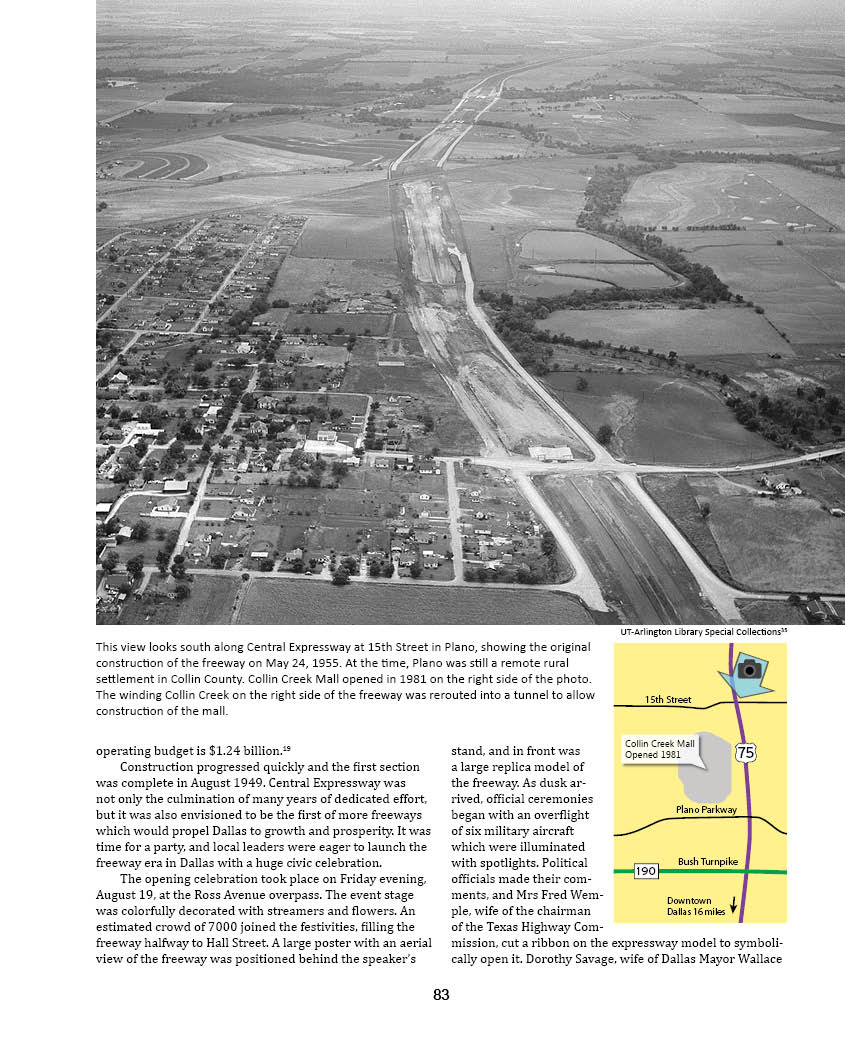 UT-Arlington Library Special Collections³⁵
This view looks south along Central Expressway at 15th Street in Plano, showing the original
construction of the freeway on May 24, 1955. At the time, Plano was still a remote rural
settlement in Collin County. Collin Creek Mall opened in 1981 on the right side of the photo.
The winding Collin Creek on the right side of the freeway was rerouted into a tunnel to allow
construction of the mall.
15th Street
Collin Creek Mall
Opened 1981
75
Plano Parkway
Bush Turnpike
190
Downtown
Dallas 16 miles
operating budget is $1.24 billion.¹⁹
Construction progressed quickly and the first section
was complete in August 1949. Central Expressway was
not only the culmination of many years of dedicated effort,
but it was also envisioned to be the first of more freeways
which would propel Dallas to growth and prosperity. It was
time for a party, and local leaders were eager to launch the
freeway era in Dallas with a huge civic celebration.
The opening celebration took place on Friday evening,
August 19, at the Ross Avenue overpass. The event stage
was colorfully decorated with streamers and flowers. An
estimated crowd of 7000 joined the festivities, filling the
freeway halfway to Hall Street. A large poster with an aerial
view of the freeway was positioned behind the speaker's
stand, and in front was
a large replica model of
the freeway. As dusk ar-
rived, official ceremonies
began with an overflight
of six military aircraft
which were illuminated
with spotlights. Political
officials made their com-
ments, and Mrs Fred Wem-
ple, wife of the chairman
of the Texas Highway Com-
mission, cut a ribbon on the expressway model to symboli-
cally open it. Dorothy Savage, wife of Dallas Mayor Wallace
83